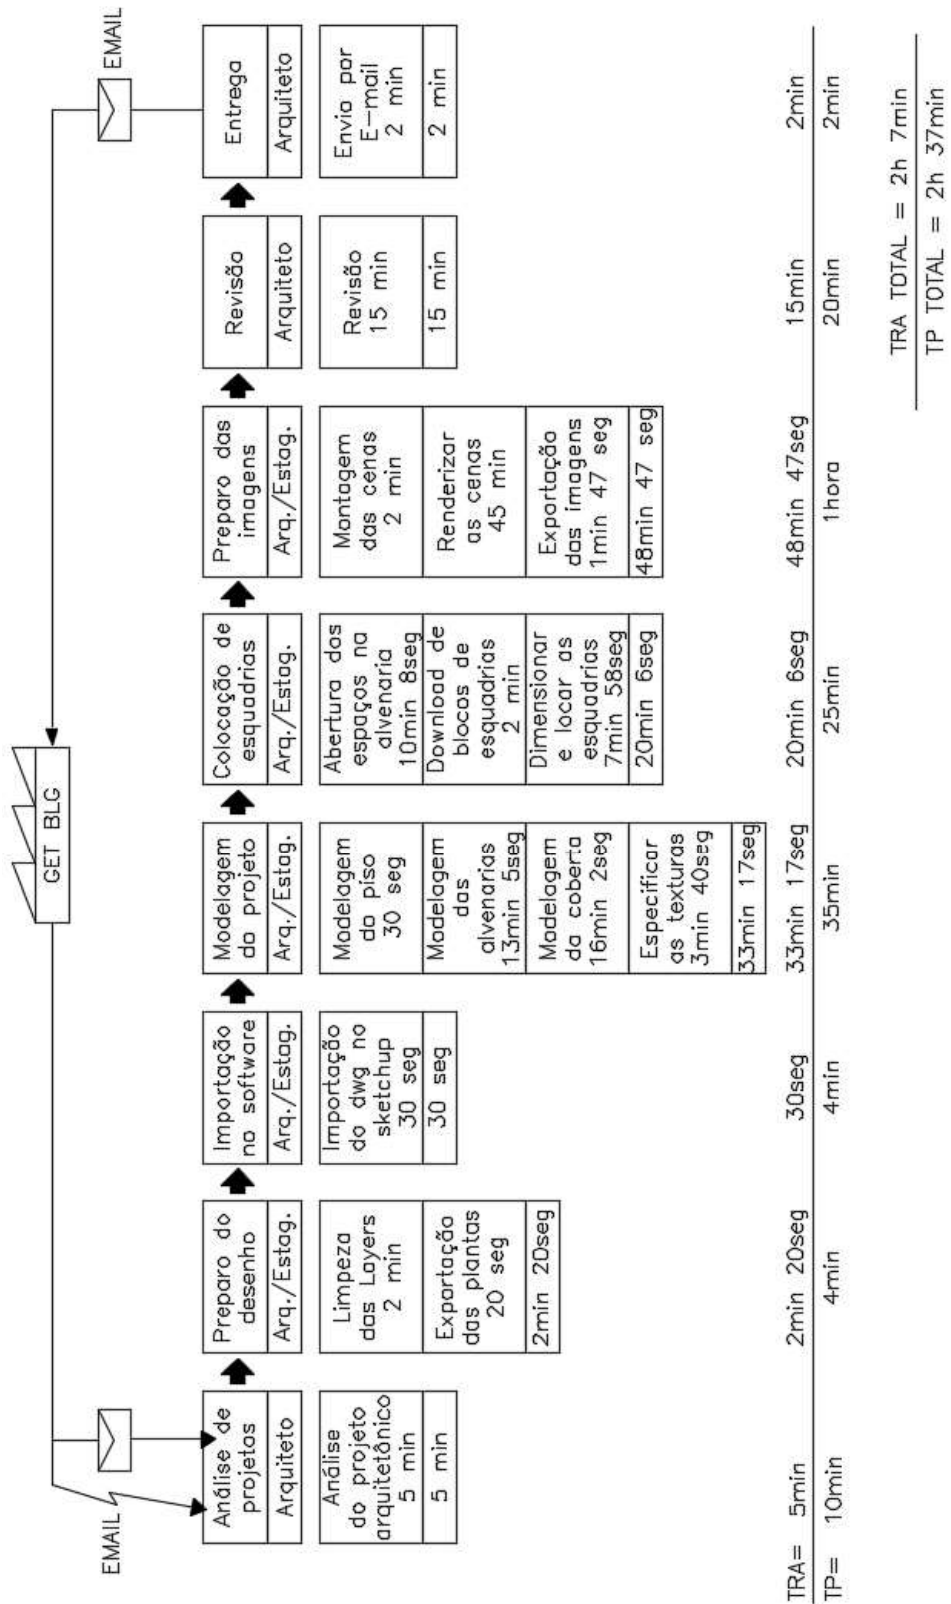 GET BLG
EMAIL
EMAIL
Análise de
projetos
Arquiteto
Análise
do projeto
arquitetônico
5 min
5 min
Preparo do
desenho
Arq./Estag.
Limpeza
das Layers
2 min
Exportação
das plantas
20 seg
2min 20seg
Importação
no software
Arq./Estag.
Importação
do dwg no
sketchup
30 seg
30 seg
Modelagem
do projeto
Arq./Estag.
Modelagem
do piso
30 seg
Modelagem
das
alvenarias
13min 5seg
Modelagem
da coberta
16min 2seg
Especificar
as texturas
3min 40seg
33min 17seg
Colocação de
esquadrias
Arq./Estag.
Abertura dos
espaços na
alvenaria
10min 8seg
Download de
blocos de
esquadrias
2 min
Dimensionar
e locar as
esquadrias
7min 58seg
20min 6seg
Preparo das
imagens
Arq./Estag.
Montagem
das cenas
2 min
Renderizar
as cenas
45 min
Exportação
das imagens
1min 47 seg
48min 47 seg
Revisão
Arquiteto
Revisão
15 min
15 min
Entrega
Arquiteto
Envio por
E-mail
2 min
2 min
TRA= 5min 2min 20seg 30seg 33min 17seg 20min 6seg 48min 47seg 15min 2min
TP= 10min 4min 4min 35min 25min 1hora 20min 2min
TRA TOTAL = 2h 7min
TP TOTAL = 2h 37min